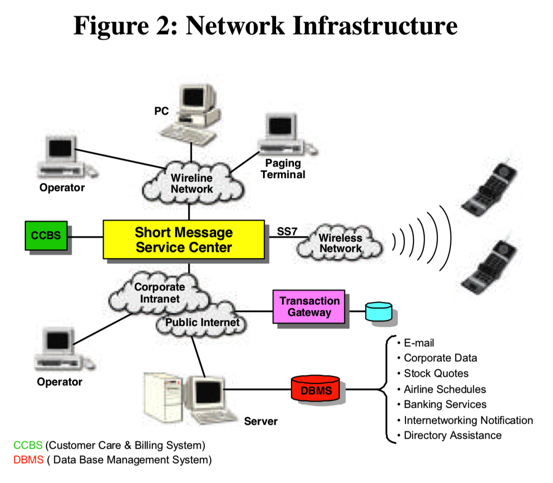 Figure 2: Network Infrastructure
PC
Operator
Wireline
Network
Paging
Terminal
CCBS
Short Message
Service Center
SS7
Wireless
Network
Corporate
Intranet
Public Internet
Transaction
Gateway
Operator
Server
DBMS
• E-mail
• Corporate Data
• Stock Quotes
• Airline Schedules
• Banking Services
• Internetworking Notification
• Directory Assistance
CCBS (Customer Care & Billing System)
DBMS ( Data Base Management System)